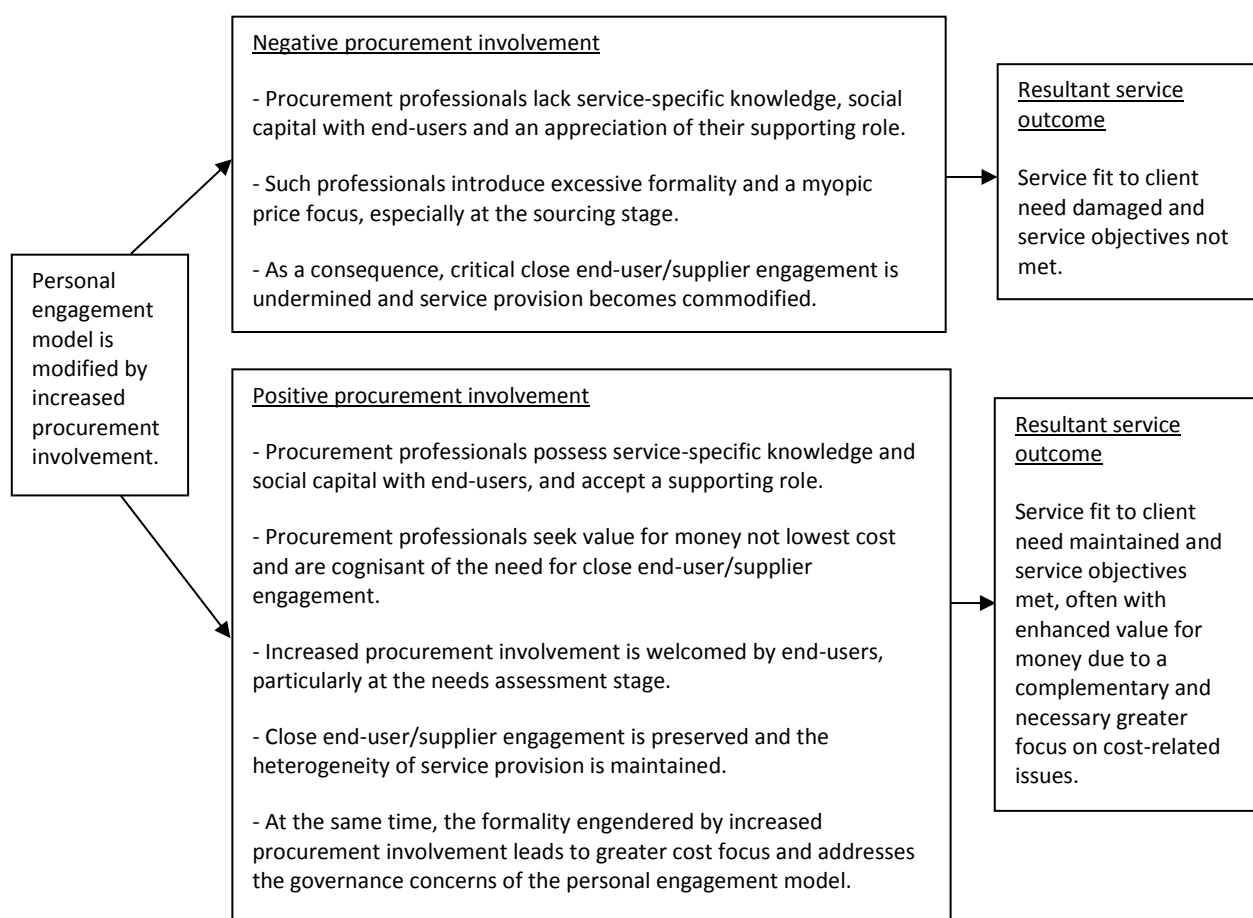 Personal
engagement
model is
modified by
increased
procurement
involvement.
Negative procurement involvement
- Procurement professionals lack service-specific knowledge, social
capital with end-users and an appreciation of their supporting role.
- Such professionals introduce excessive formality and a myopic
price focus, especially at the sourcing stage.
- As a consequence, critical close end-user/supplier engagement is
undermined and service provision becomes commodified.
Resultant service
outcome
Service fit to client
need damaged and
service objectives not
met.
Positive procurement involvement
- Procurement professionals possess service-specific knowledge and
social capital with end-users, and accept a supporting role.
- Procurement professionals seek value for money not lowest cost
and are cognisant of the need for close end-user/supplier
engagement.
- Increased procurement involvement is welcomed by end-users,
particularly at the needs assessment stage.
- Close end-user/supplier engagement is preserved and the
heterogeneity of service provision is maintained.
- At the same time, the formality engendered by increased
procurement involvement leads to greater cost focus and addresses
the governance concerns of the personal engagement model.
Resultant service
outcome
Service fit to client
need maintained and
service objectives
met, often with
enhanced value for
money due to a
complementary and
necessary greater
focus on cost-related
issues.